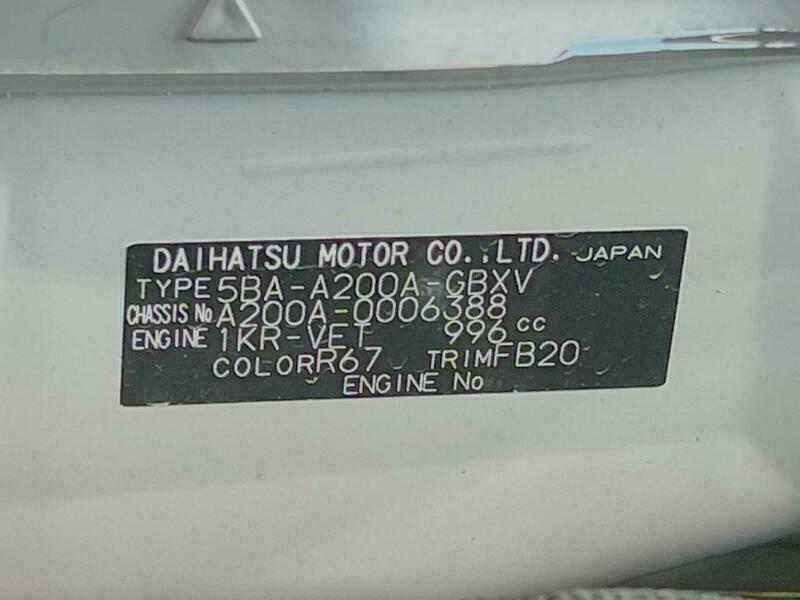 DAIHATSU MOTOR CO.,LTD. JAPAN
TYPE 5BA-A200A-GBXV
CHASSIS No A200A-0006388
ENGINE 1KR-VET 996 cc
COLOR R67 TRIM FB20
ENGINE No